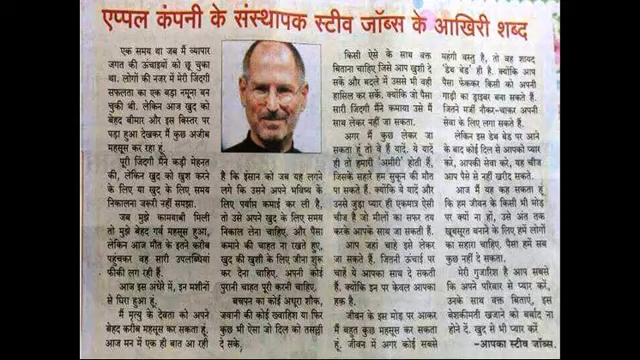 एप्पल कंपनी के संस्थापक स्टीव जॉब्स के आखिरी शब्द
एक समय था जब मैं व्यापार
जगत की ऊंचाइयों को छू चुका
था. लोगों की नजर में मेरी जिंदगी
सफलता का एक बड़ा नमूना बन
चुकी थी. लेकिन आज खुद को
बेहद बीमार और इस बिस्तर पर
पड़ा हुआ देखकर मैं कुछ अजीब
महसूस कर रहा हूं.
पूरी जिंदगी मैंने कड़ी मेहनत
की, लेकिन खुद को खुश करने
के लिए या खुद के लिए समय
निकालना जरूरी नहीं समझा.
जब मुझे कामयाबी मिली
तो मुझे बेहद गर्व महसूस हुआ,
लेकिन आज मौत के इतने करीब
पहुंचकर वह सारी उपलब्धियां
फीकी लग रही हैं.
आज इस अंधेरे में, इन मशीनों
से घिरा हुआ हूं.
मैं मृत्यु के देवता को अपने
बेहद करीब महसूस कर सकता हूं.
आज मन में एक ही बात आ रही
है कि इंसान को जब यह लगने
लगे कि उसने अपने भविष्य के
लिए पर्याप्त कमाई कर ली है,
तो उसे अपने खुद के लिए समय
निकाल लेना चाहिए. और पैसा
कमाने की चाहत ना रखते हुए,
खुद की खुशी के लिए जीना शुरू
कर देना चाहिए. अपनी कोई
पुरानी चाहत पूरी करनी चाहिए.
बचपन का कोई अधूरा शौक,
जवानी की कोई ख्वाहिश या फिर
कुछ भी ऐसा जो दिल को तसल्ली
दे सके.
किसी ऐसे के साथ वक्त
बिताना चाहिए जिसे आप खुशी दे
सकें और बदले में उससे भी वही
हासिल कर सकें. क्योंकि जो पैसा
सारी जिंदगी मैंने कमाया उसे मैं
साथ लेकर नहीं जा सकता.
अगर मैं कुछ लेकर जा
सकता हूं तो वे हैं यादें. ये यादें
ही तो हमारी 'अमीरी' होती हैं,
जिसके सहारे हम सुकून की मौत
पा सकते हैं. क्योंकि ये यादें और
उनसे जुड़ा प्यार ही एकमात्र ऐसी
चीज है जो मीलों का सफर तय
करके आपके साथ जा सकती है.
आप जहां चाहे इसे लेकर
जा सकते हैं. जितनी ऊंचाई पर
चाहें ये आपका साथ दे सकती
हैं. क्योंकि इन पर केवल आपका
हक है.
जीवन के इस मोड़ पर आकर
मैं बहुत कुछ महसूस कर सकता
हूं. जीवन में अगर कोई सबसे
महंगी वस्तु है, तो वह शायद
'डेथ बेड' ही है. क्योंकि आप
पैसा फेंककर किसी को अपनी
गाड़ी का ड्राइवर बना सकते हैं.
जितने मर्जी नौकर-चाकर अपनी
सेवा के लिए लगा सकते हैं.
लेकिन इस डेथ बेड पर आने
के बाद कोई दिल से आपको प्यार
करे, आपकी सेवा करे, यह चीज
आप पैसे से नहीं खरीद सकते.
आज मैं यह कह सकता हूं
कि हम जीवन के किसी भी मोड़
पर क्यों ना हों, उसे अंत तक
खूबसूरत बनाने के लिए हमें लोगों
का सहारा चाहिए. पैसा हमें सब
कुछ नहीं दे सकता.
मेरी गुजारिश है आप सबसे
कि अपने परिवार से प्यार करें,
उनके साथ वक्त बिताएं, इस
बेशकीमती खजाने को बर्बाद ना
होने दें. खुद से भी प्यार करें
-आपका स्टीव जॉब्स.